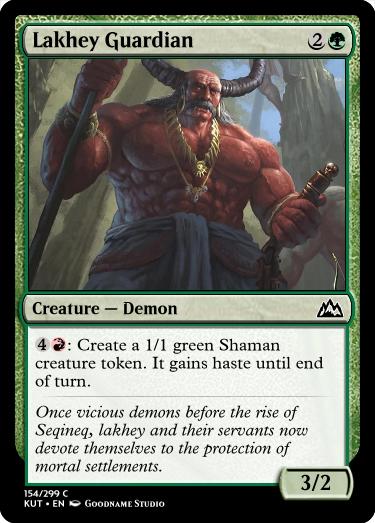 Lakhey Guardian 2
Creature — Demon
4 : Create a 1/1 green Shaman
creature token. It gains haste until end
of turn.
Once vicious demons before the rise of
Seqineq, lakhey and their servants now
devote themselves to the protection of
mortal settlements.
3/2
154/299 C
KUT • EN GOODNAME STUDIO